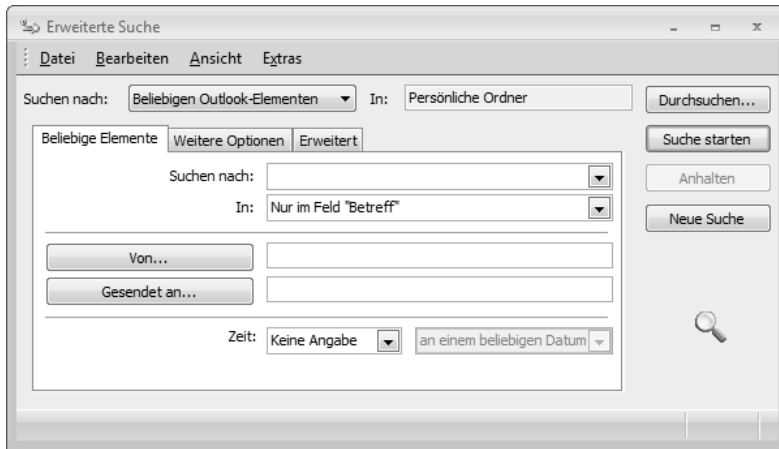 Erweiterte Suche
Datei Bearbeiten Ansicht Extras
Suchen nach: Beliebigen Outlook-Elementen In: Persönliche Ordner Durchsuchen...
Beliebige Elemente Weitere Optionen Erweitert Suche starten
Suchen nach: Anhalten
In: Nur im Feld "Betreff" Neue Suche
Von...
Gesendet an...
Zeit: Keine Angabe an einem beliebigen Datum